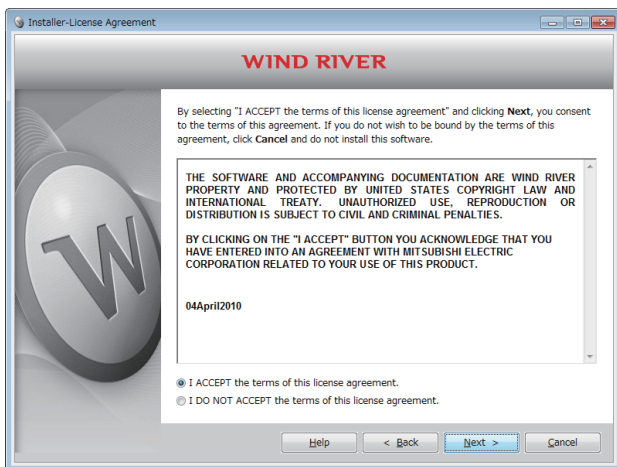 Installer-License Agreement
WIND RIVER
By selecting "I ACCEPT the terms of this license agreement" and clicking Next, you consent
to the terms of this agreement. If you do not wish to be bound by the terms of this
agreement, click Cancel and do not install this software.
THE SOFTWARE AND ACCOMPANYING DOCUMENTATION ARE WIND RIVER
PROPERTY AND PROTECTED BY UNITED STATES COPYRIGHT LAW AND
INTERNATIONAL TREATY. UNAUTHORIZED USE, REPRODUCTION OR
DISTRIBUTION IS SUBJECT TO CIVIL AND CRIMINAL PENALTIES.
BY CLICKING ON THE "I ACCEPT" BUTTON YOU ACKNOWLEDGE THAT YOU
HAVE ENTERED INTO AN AGREEMENT WITH MITSUBISHI ELECTRIC
CORPORATION RELATED TO YOUR USE OF THIS PRODUCT.
04April2010
W
I ACCEPT the terms of this license agreement.
I DO NOT ACCEPT the terms of this license agreement.
Help < Back Next > Cancel